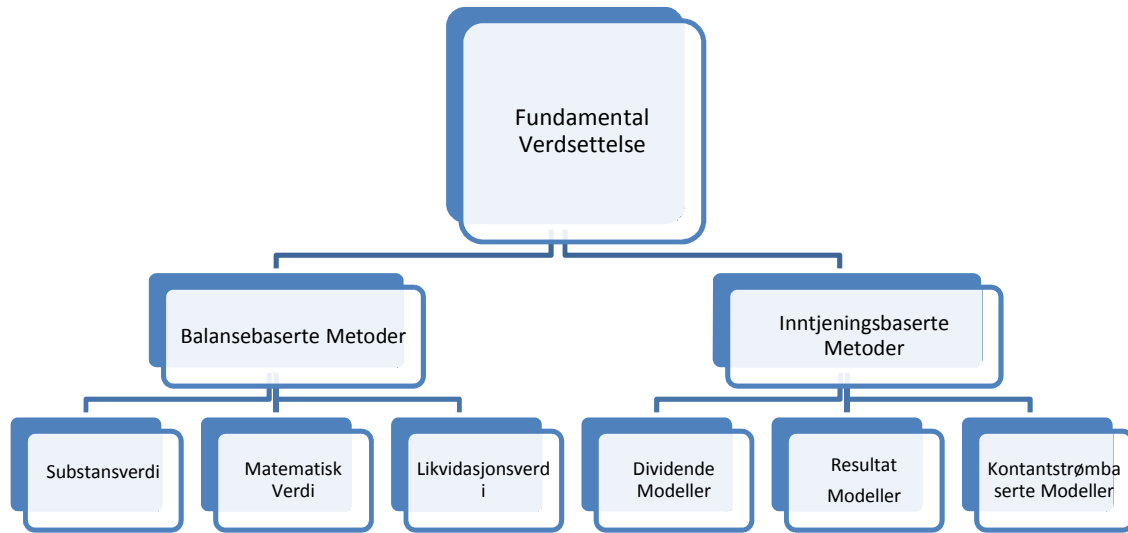 Fundamental
Verdsettelse
Balansebaserte Metoder
Inntjeningsbaserte
Metoder
Substansverdi
Matematisk
Verdi
Likvidasjonsverd
i
Dividende
Modeller
Resultat
Modeller
Kontantstrømba
serte Modeller